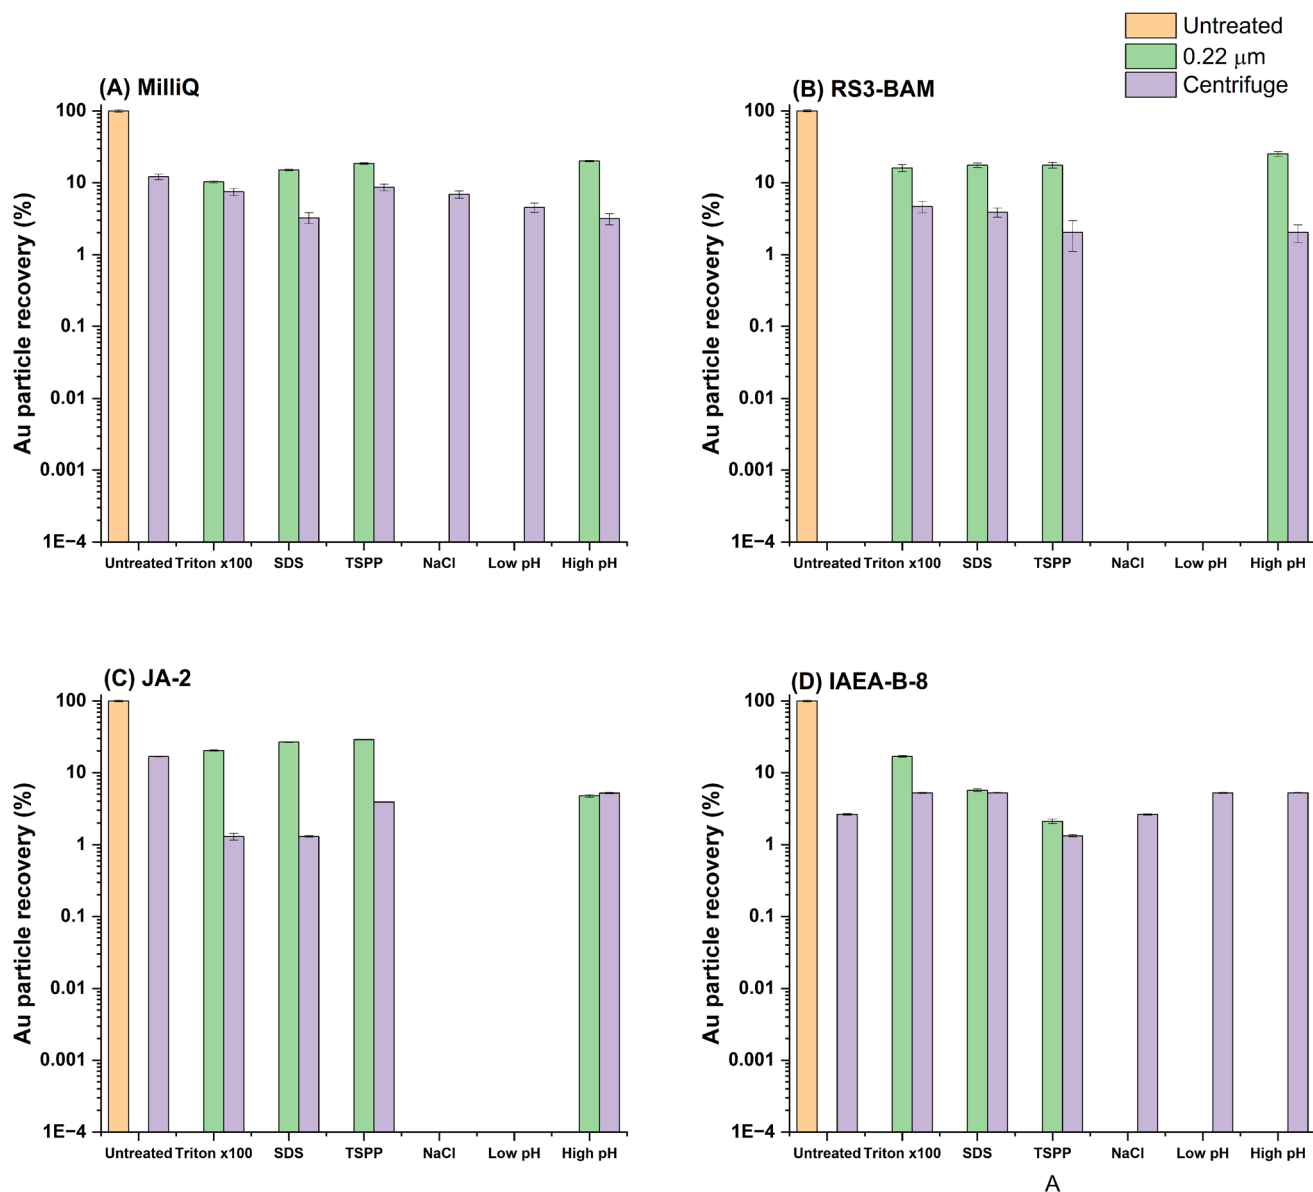 Untreated
0.22 μm
Centrifuge
(A) MilliQ
Au particle recovery (%)
100
10
1
0.1
0.01
0.001
1E−4
Untreated Triton x100 SDS TSPP NaCl Low pH High pH
(B) RS3-BAM
Au particle recovery (%)
100
10
1
0.1
0.01
0.001
1E−4
Untreated Triton x100 SDS TSPP NaCl Low pH High pH
(C) JA-2
Au particle recovery (%)
100
10
1
0.1
0.01
0.001
1E−4
Untreated Triton x100 SDS TSPP NaCl Low pH High pH
(D) IAEA-B-8
Au particle recovery (%)
100
10
1
0.1
0.01
0.001
1E−4
Untreated Triton x100 SDS TSPP NaCl Low pH High pH
A